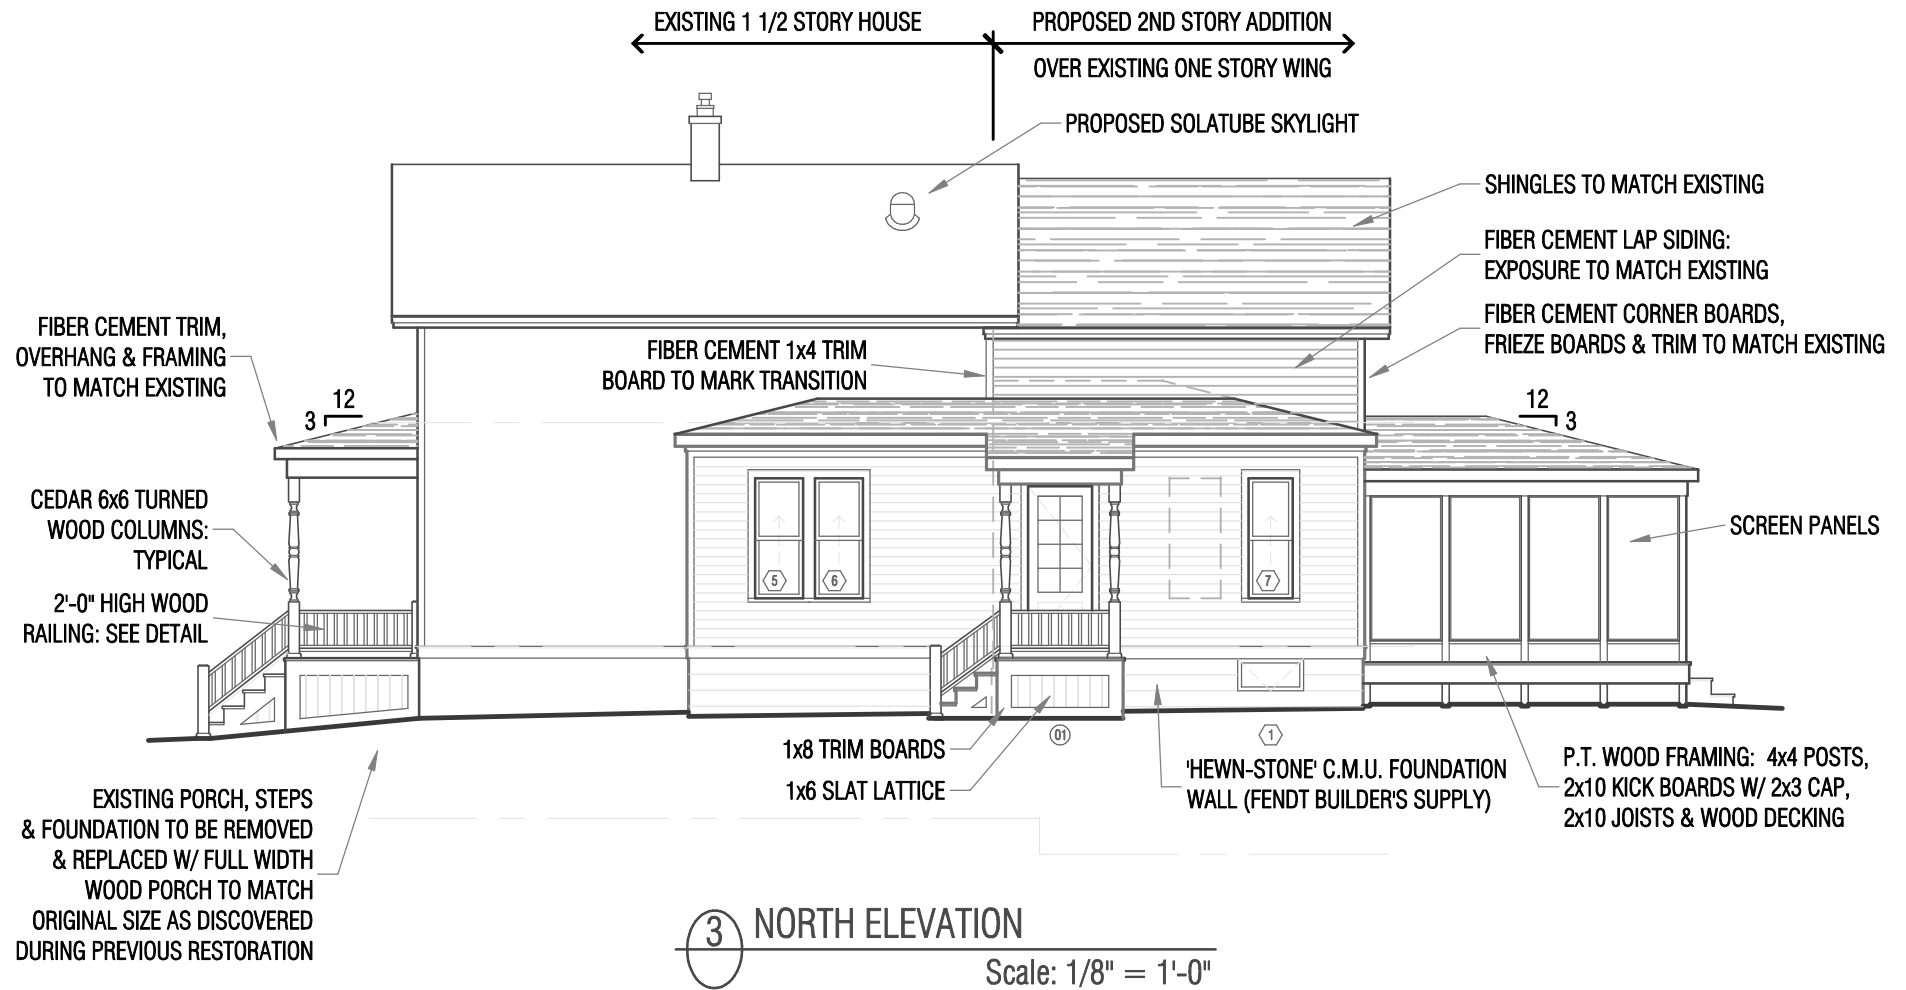 EXISTING 1 1/2 STORY HOUSE
PROPOSED 2ND STORY ADDITION
OVER EXISTING ONE STORY WING
PROPOSED SOLATUBE SKYLIGHT
SHINGLES TO MATCH EXISTING
FIBER CEMENT LAP SIDING:
EXPOSURE TO MATCH EXISTING
FIBER CEMENT CORNER BOARDS,
FRIEZE BOARDS & TRIM TO MATCH EXISTING
FIBER CEMENT TRIM,
OVERHANG & FRAMING
TO MATCH EXISTING
FIBER CEMENT 1x4 TRIM
BOARD TO MARK TRANSITION
12
3
12
3
CEDAR 6x6 TURNED
WOOD COLUMNS:
TYPICAL
2'-0" HIGH WOOD
RAILING: SEE DETAIL
SCREEN PANELS
5
6
7
1x8 TRIM BOARDS
1x6 SLAT LATTICE
01
1
'HEWN-STONE' C.M.U. FOUNDATION
WALL (FENDT BUILDER'S SUPPLY)
P.T. WOOD FRAMING: 4x4 POSTS,
2x10 KICK BOARDS W/ 2x3 CAP,
2x10 JOISTS & WOOD DECKING
EXISTING PORCH, STEPS
& FOUNDATION TO BE REMOVED
& REPLACED W/ FULL WIDTH
WOOD PORCH TO MATCH
ORIGINAL SIZE AS DISCOVERED
DURING PREVIOUS RESTORATION
3
NORTH ELEVATION
Scale: 1/8" = 1'-0"